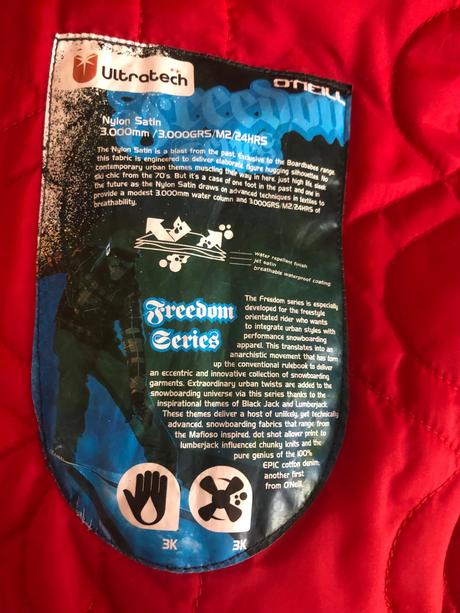 Ultratech
O'NEILL
Freedom
Nylon Satin
3.000mm /3.000GRS/M2/24HRS
The Nylon Satin is a blast from the past. Exclusive to the Boardbabes range,
this fabric is engineered to deliver elaborate, figure hugging silhouettes. No
contemporary urban themes muscling their way in here, just high life, sleek
ski-chic from the 70's. But it's a case of one foot in the past and one in
the future as the Nylon Satin draws on advanced techniques in textiles to
provide a modest 3.000mm water column and 3.000GRS/M2/24HRS of
breathability.
water repellent finish
jet satin
breathable waterproof coating
Freedom
Series
The Freedom series is especially
developed for the freestyle
orientated rider who wants
to integrate urban styles with
performance snowboarding
apparel. This translates into an
anarchistic movement that has torn
up the conventional rulebook to deliver
an eccentric and innovative collection of snowboarding
garments. Extraordinary urban twists are added to the
snowboarding universe via this series thanks to the
inspirational themes of Black Jack and Lumberjack.
These themes deliver a host of unlikely, yet technically
advanced, snowboarding fabrics that range from
the Mafioso inspired, dot shot allover print to
lumberjack influenced chunky knits and the
pure genius of the 100%
EPIC cotton denim;
another first
from O'Neill.
3K
3K